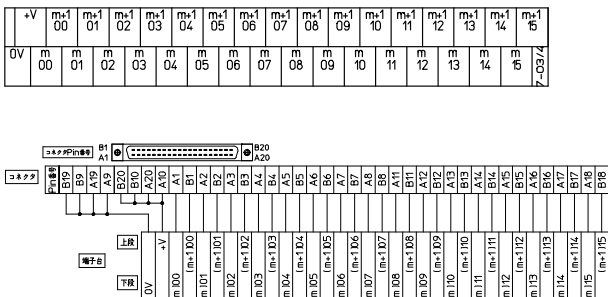 +V m+1 00 m+1 01 m+1 02 m+1 03 m+1 04 m+1 05 m+1 06 m+1 07 m+1 08 m+1 09 m+1 10 m+1 11 m+1 12 m+1 13 m+1 14 m+1 15
0V m 00 m 01 m 02 m 03 m 04 m 05 m 06 m 07 m 08 m 09 m 10 m 11 m 12 m 13 m 14 m 15 7-03/4
コネクタPin番号 B1 B20
A1 A20
コネクタ Pin番号 B19 B9 A19 A9 B20 B10 A20 A10 A1 B1 A2 B2 A3 B3 A4 B4 A5 B5 A6 B6 A7 B7 A8 B8 A11 B11 A12 B12 A13 B13 A14 B14 A15 B15 A16 B16 A17 B17 A18 B18
上段 +V (m+1)00 (m+1)01 (m+1)02 (m+1)03 (m+1)04 (m+1)05 (m+1)06 (m+1)07 (m+1)08 (m+1)09 (m+1)10 (m+1)11 (m+1)12 (m+1)13 (m+1)14 (m+1)15
端子台
下段 0V m)00 m)01 m)02 m)03 m)04 m)05 m)06 m)07 m)08 m)09 m)10 m)11 m)12 m)13 m)14 m)15